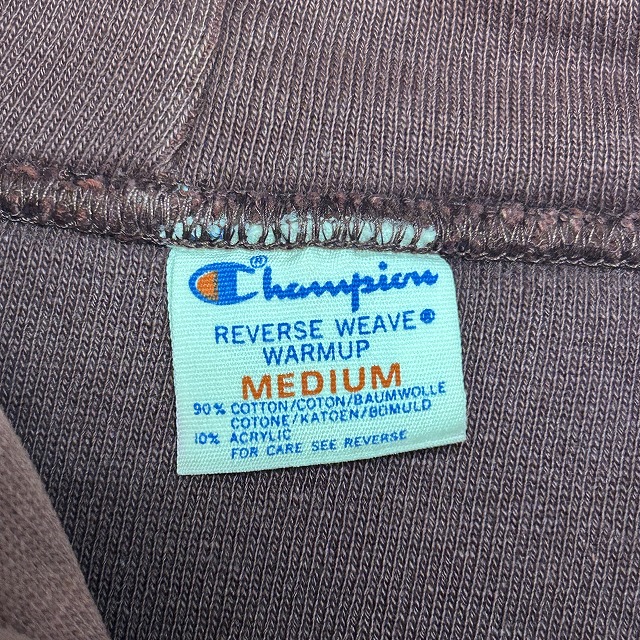 Champion®
REVERSE WEAVE®
WARMUP
MEDIUM
90% COTTON/COTON/BAUMWOLLE
COTONE/KATOEN/BOMULD
10% ACRYLIC
FOR CARE SEE REVERSE